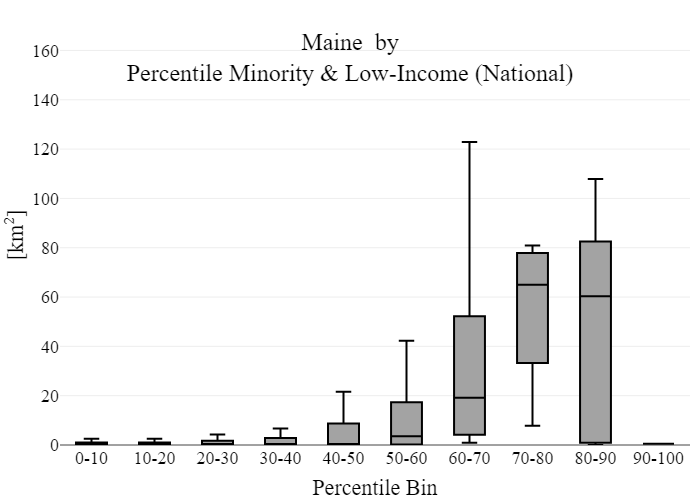 Maine by
Percentile Minority & Low-Income (National)
160
140
120
100
80
60
40
20
0
[km²]
0-10 10-20 20-30 30-40 40-50 50-60 60-70 70-80 80-90 90-100
Percentile Bin